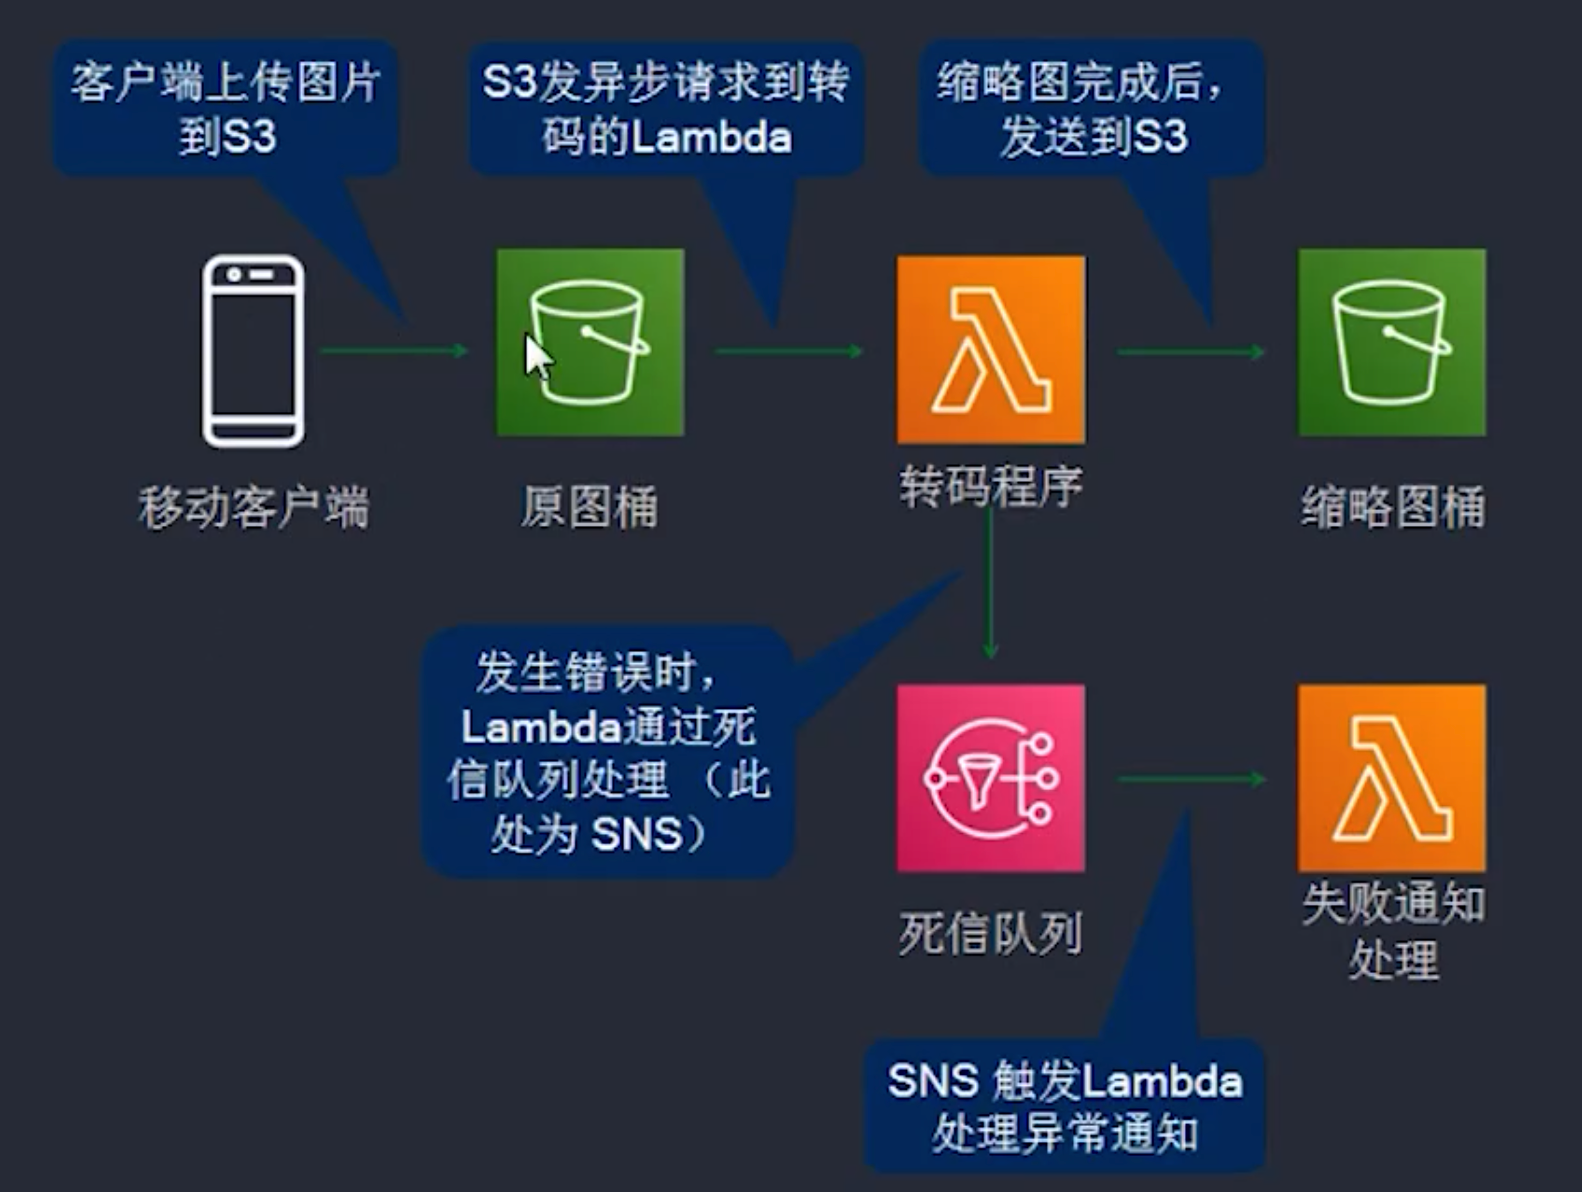 客户端上传图片
到S3
S3发异步请求到转
码的Lambda
缩略图完成后，
发送到S3
移动客户端
原图桶
转码程序
缩略图桶
发生错误时，
Lambda通过死
信队列处理 （此
处为 SNS）
死信队列
失败通知
处理
SNS 触发Lambda
处理异常通知